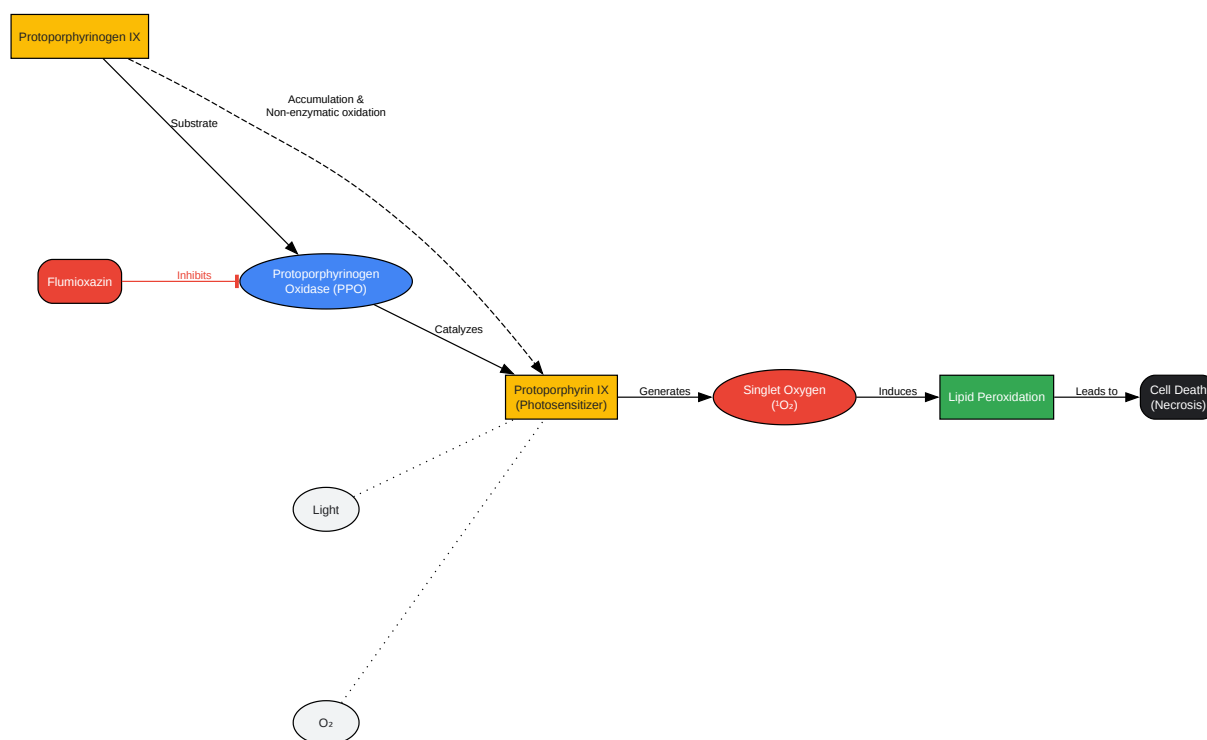 Protoporphyrinogen IX
Accumulation &
Non-enzymatic oxidation
Substrate
Flumioxazin
Inhibits
Protoporphyrinogen
Oxidase (PPO)
Catalyzes
Protoporphyrin IX
(Photosensitizer)
Generates
Singlet Oxygen
(¹O₂)
Induces
Lipid Peroxidation
Leads to
Cell Death
(Necrosis)
Light
O₂